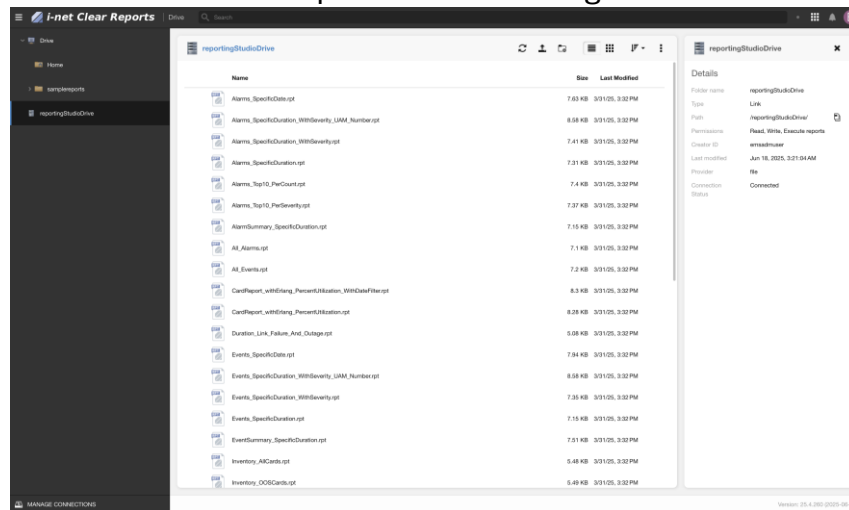 i-net Clear Reports Drive Search
Drive
Home
samplereports
reportingStudioDrive
MANAGE CONNECTIONS
reportingStudioDrive
Name Size Last Modified
Alarms_SpecificDate.rpt 7.63 KB 3/31/25, 3:32 PM
Alarms_SpecificDuration_WithSeverity_UAM_Number.rpt 8.58 KB 3/31/25, 3:32 PM
Alarms_SpecificDuration_WithSeverity.rpt 7.41 KB 3/31/25, 3:32 PM
Alarms_SpecificDuration.rpt 7.31 KB 3/31/25, 3:32 PM
Alarms_Top10_PerCount.rpt 7.4 KB 3/31/25, 3:32 PM
Alarms_Top10_PerSeverity.rpt 7.37 KB 3/31/25, 3:32 PM
AlarmSummary_SpecificDuration.rpt 7.15 KB 3/31/25, 3:32 PM
All_Alarms.rpt 7.1 KB 3/31/25, 3:32 PM
All_Events.rpt 7.2 KB 3/31/25, 3:32 PM
CardReport_withErlang_PercentUtilization_WithDateFilter.rpt 8.3 KB 3/31/25, 3:32 PM
CardReport_withErlang_PercentUtilization.rpt 8.28 KB 3/31/25, 3:32 PM
Duration_Link_Failure_And_Outage.rpt 5.08 KB 3/31/25, 3:32 PM
Events_SpecificDate.rpt 7.94 KB 3/31/25, 3:32 PM
Events_SpecificDuration_WithSeverity_UAM_Number.rpt 8.58 KB 3/31/25, 3:32 PM
Events_SpecificDuration_WithSeverity.rpt 7.35 KB 3/31/25, 3:32 PM
Events_SpecificDuration.rpt 7.15 KB 3/31/25, 3:32 PM
EventSummary_SpecificDuration.rpt 7.51 KB 3/31/25, 3:32 PM
Inventory_AllCards.rpt 5.48 KB 3/31/25, 3:32 PM
Inventory_OOSCards.rpt 5.49 KB 3/31/25, 3:32 PM
reportingStudioDrive
Details
Folder name reportingStudioDrive
Type Link
Path /reportingStudioDrive/
Permissions Read, Write, Execute reports
Creator ID emsadmuser
Last modified Jun 18, 2025, 3:21:04 AM
Provider file
Connection Status Connected
Version: 25.4.260